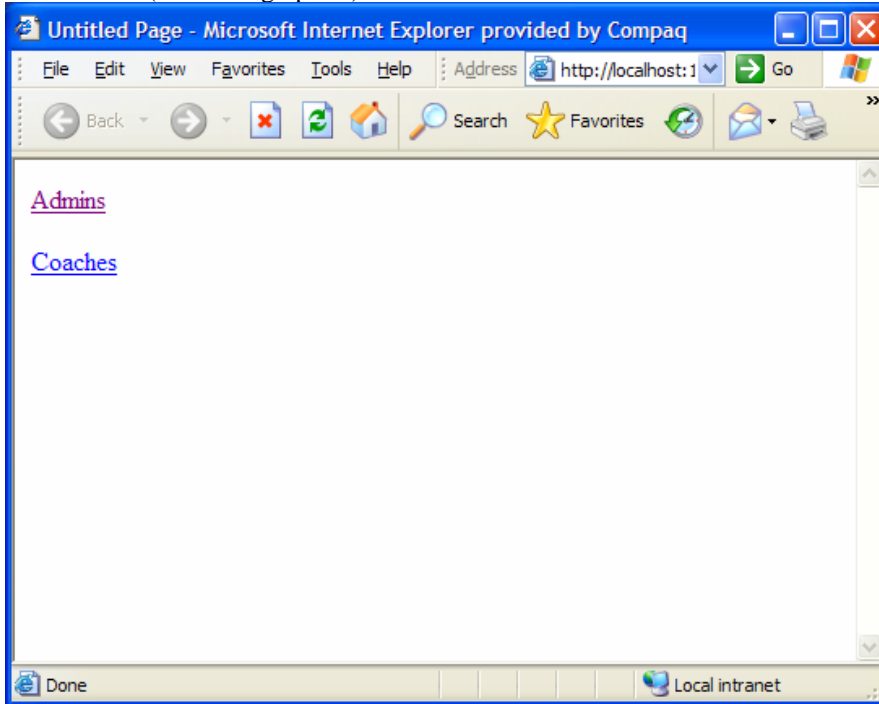 Untitled Page - Microsoft Internet Explorer provided by Compaq
File Edit View Favorites Tools Help Address http://localhost:1 Go
Back Search Favorites »
Admins
Coaches
Done Local intranet